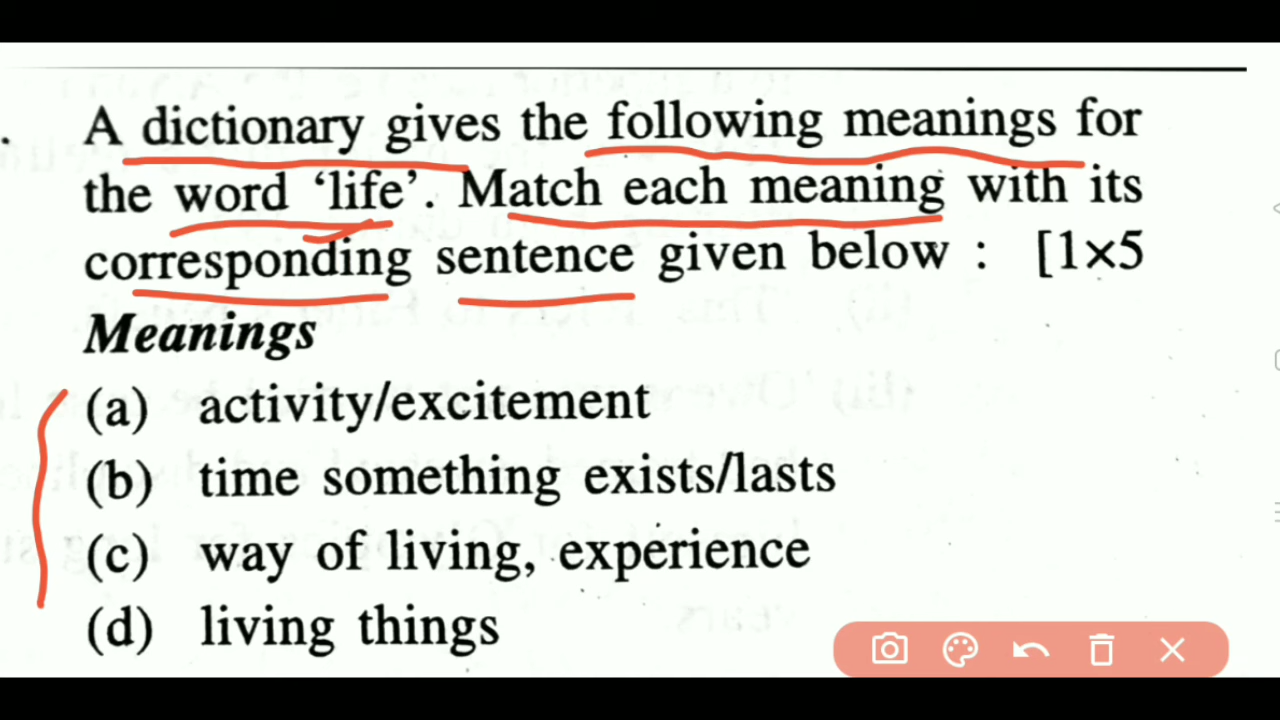 . A dictionary gives the following meanings for
the word ‘life’. Match each meaning with its
corresponding sentence given below : [1×5
Meanings
(a) activity/excitement
(b) time something exists/lasts
(c) way of living, experience
(d) living things